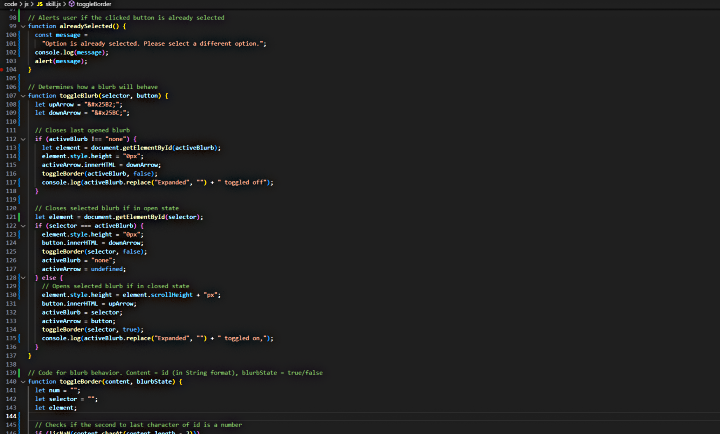 code > js > JS skill.js > toggleBorder
98 // Alerts user if the clicked button is already selected
99 function alreadySelected() {
100 const message =
101 "Option is already selected. Please select a different option.";
102 console.log(message);
103 alert(message);
104 }
105
106 // Determines how a blurb will behave
107 function toggleBlurb(selector, button) {
108 let upArrow = "&#x25B2;";
109 let downArrow = "&#x25BC;";
110
111 // Closes last opened blurb
112 if (activeBlurb !== "none") {
113 let element = document.getElementById(activeBlurb);
114 element.style.height = "0px";
115 activeArrow.innerHTML = downArrow;
116 toggleBorder(activeBlurb, false);
117 console.log(activeBlurb.replace("Expanded", "") + " toggled off");
118 }
119
120 // Closes selected blurb if in open state
121 let element = document.getElementById(selector);
122 if (selector === activeBlurb) {
123 element.style.height = "0px";
124 button.innerHTML = downArrow;
125 toggleBorder(selector, false);
126 activeBlurb = "none";
127 activeArrow = undefined;
128 } else {
129 // Opens selected blurb if in closed state
130 element.style.height = element.scrollHeight + "px";
131 button.innerHTML = upArrow;
132 activeBlurb = selector;
133 activeArrow = button;
134 toggleBorder(selector, true);
135 console.log(activeBlurb.replace("Expanded", "") + " toggled on,");
136 }
137 }
138
139 // Code for blurb behavior. Content = id (in String format), blurbState = true/false
140 function toggleBorder(content, blurbState) {
141 let num = "";
142 let selector = "";
143 let element;
144
145 // Checks if the second to last character of id is a number
146 if (!isNaN(content.charAt(content.length - 2)))